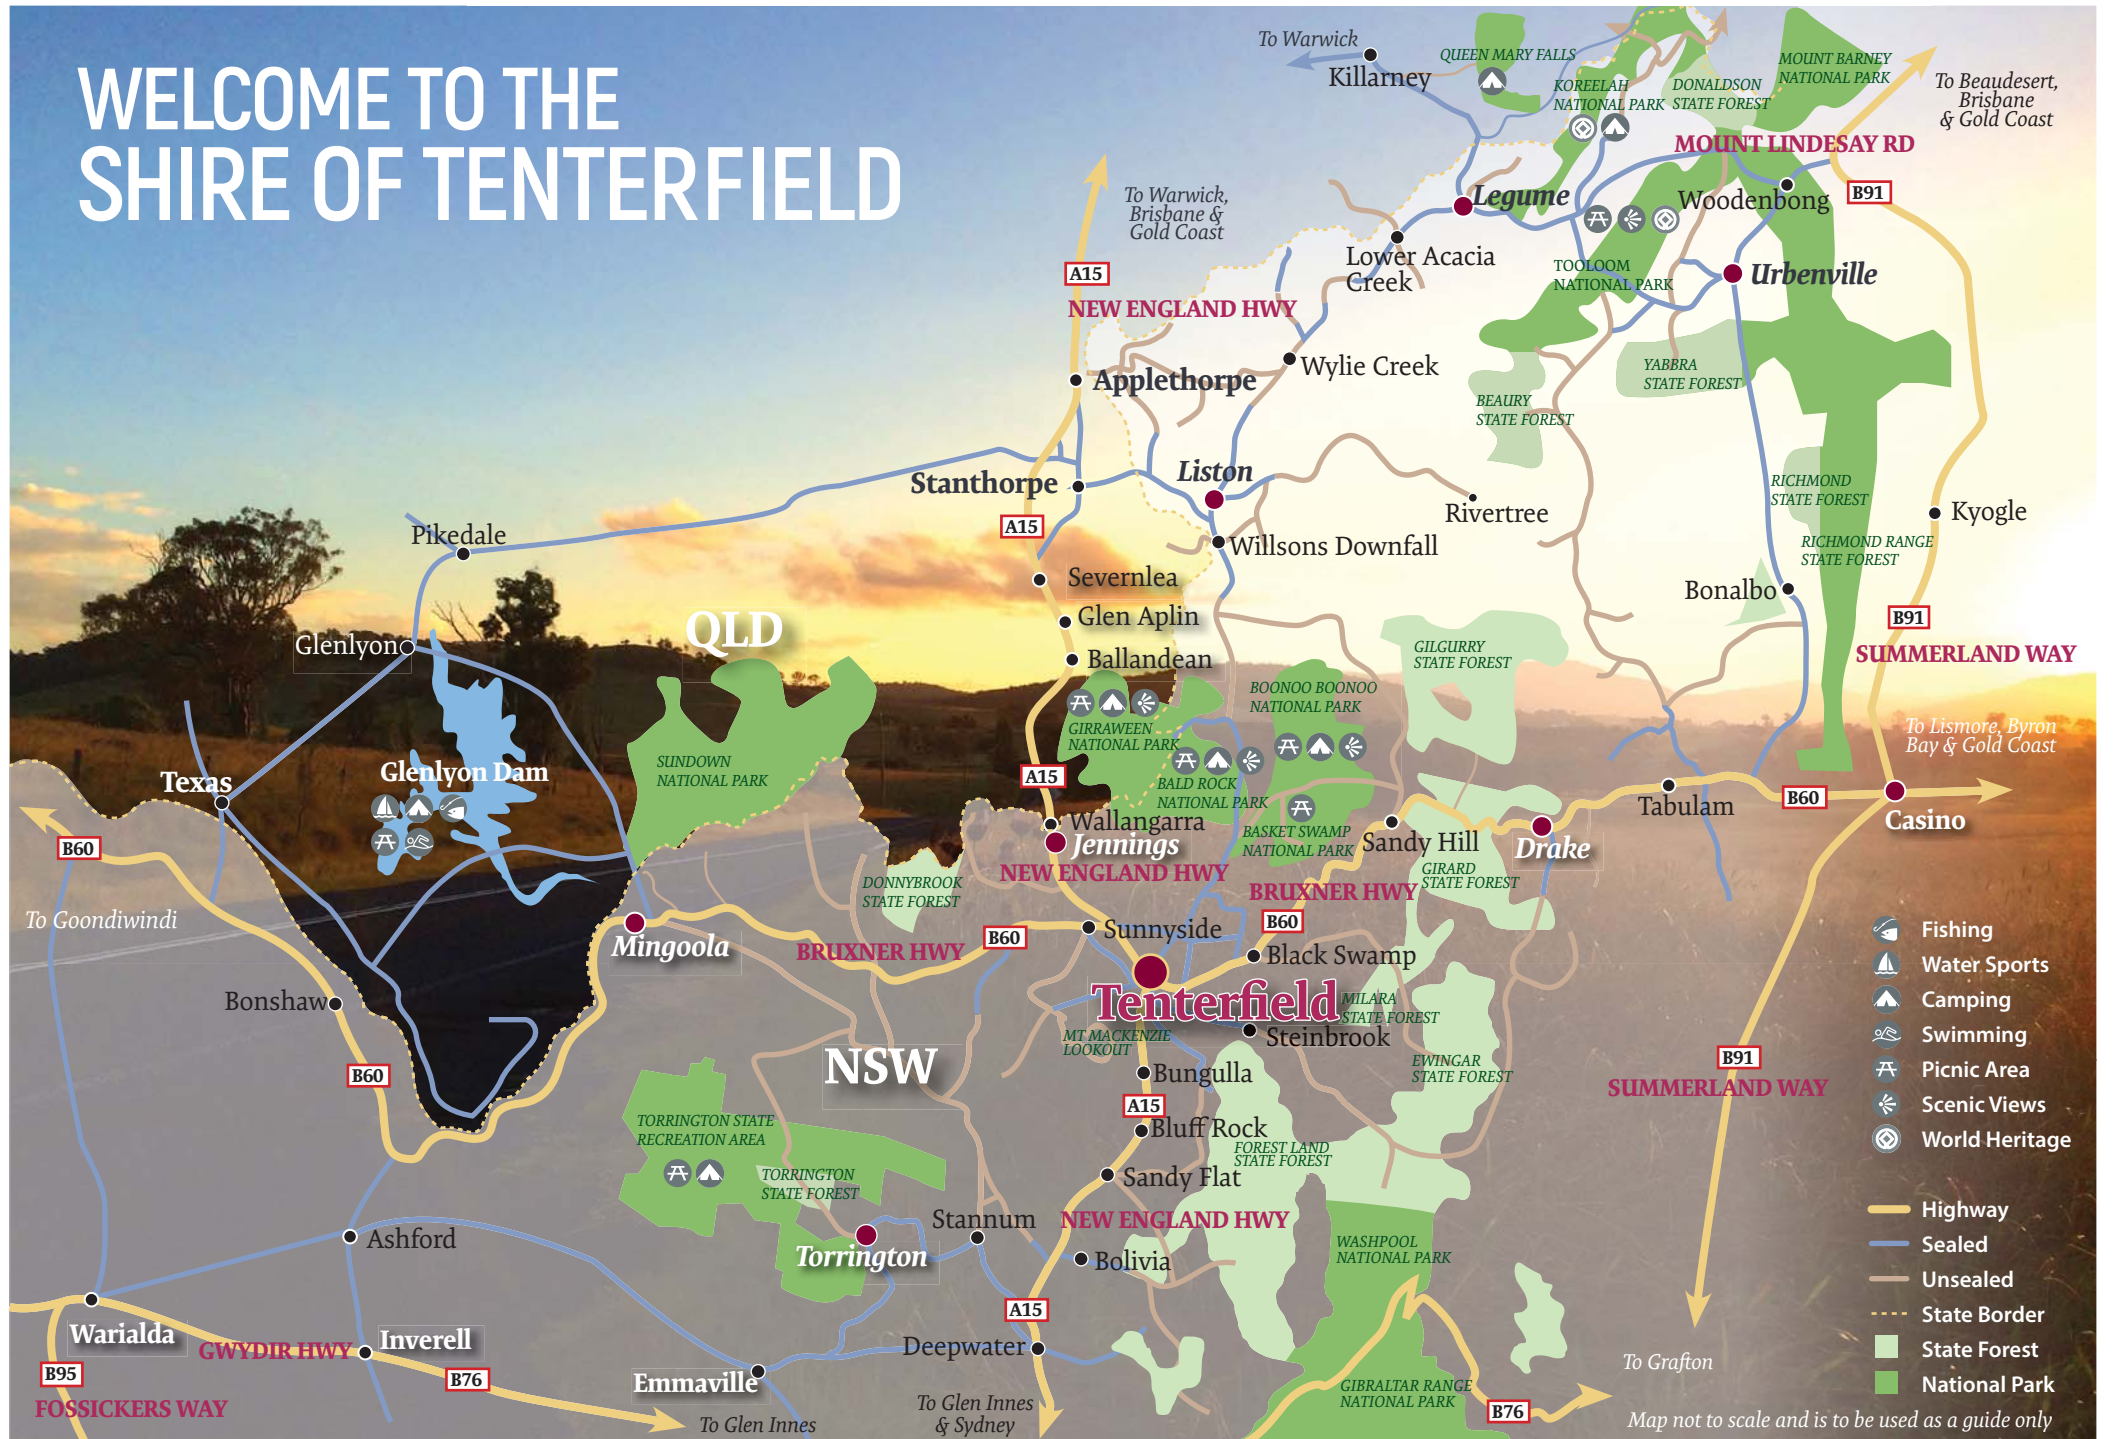 WELCOME TO THE
SHIRE OF TENTERFIELD
To Warwick
Killarney
QUEEN MARY FALLS
KOREELAH
NATIONAL PARK
DONALDSON
STATE FOREST
MOUNT BARNEY
NATIONAL PARK
To Beaudesert,
Brisbane
& Gold Coast
MOUNT LINDESAY RD
B91
Woodenbong
Legume
To Warwick,
Brisbane &
Gold Coast
A15
NEW ENGLAND HWY
Lower Acacia
Creek
TOOLOOM
NATIONAL PARK
Urbenville
Applethorpe
Wylie Creek
YABBRA
STATE FOREST
BEAURY
STATE FOREST
Stanthorpe
Liston
Rivertree
RICHMOND
STATE FOREST
Kyogle
A15
Pikedale
Willsons Downfall
RICHMOND RANGE
STATE FOREST
Severnlea
Bonalbo
Glen Aplin
B91
QLD
Glenlyon
Ballandean
GILGURRY
STATE FOREST
SUMMERLAND WAY
BOONOO BOONOO
NATIONAL PARK
GIRRAWEEN
NATIONAL PARK
To Lismore, Byron
Bay & Gold Coast
SUNDOWN
NATIONAL PARK
Texas
Glenlyon Dam
A15
BALD ROCK
NATIONAL PARK
Tabulam
B60
Casino
Wallangarra
Jennings
BASKET SWAMP
NATIONAL PARK
Sandy Hill
Drake
B60
NEW ENGLAND HWY
GIRARD
STATE FOREST
DONNYBROOK
STATE FOREST
BRUXNER HWY
To Goondiwindi
Mingoola
BRUXNER HWY
B60
Sunnyside
B60
Black Swamp
Tenterfield
MILARA
STATE FOREST
Bonshaw
Steinbrook
MT MACKENZIE
LOOKOUT
NSW
B60
Bungulla
EWINGAR
STATE FOREST
B91
SUMMERLAND WAY
A15
Bluff Rock
TORRINGTON STATE
RECREATION AREA
FOREST LAND
STATE FOREST
TORRINGTON
STATE FOREST
Sandy Flat
Stannum
NEW ENGLAND HWY
Ashford
Torrington
Bolivia
WASHPOOL
NATIONAL PARK
A15
Warialda
GWYDIR HWY
Inverell
Deepwater
B95
B76
Emmaville
FOSSICKERS WAY
To Glen Innes
To Glen Innes
& Sydney
GIBRALTAR RANGE
NATIONAL PARK
B76
To Grafton
Fishing
Water Sports
Camping
Swimming
Picnic Area
Scenic Views
World Heritage
Highway
Sealed
Unsealed
State Border
State Forest
National Park
Map not to scale and is to be used as a guide only